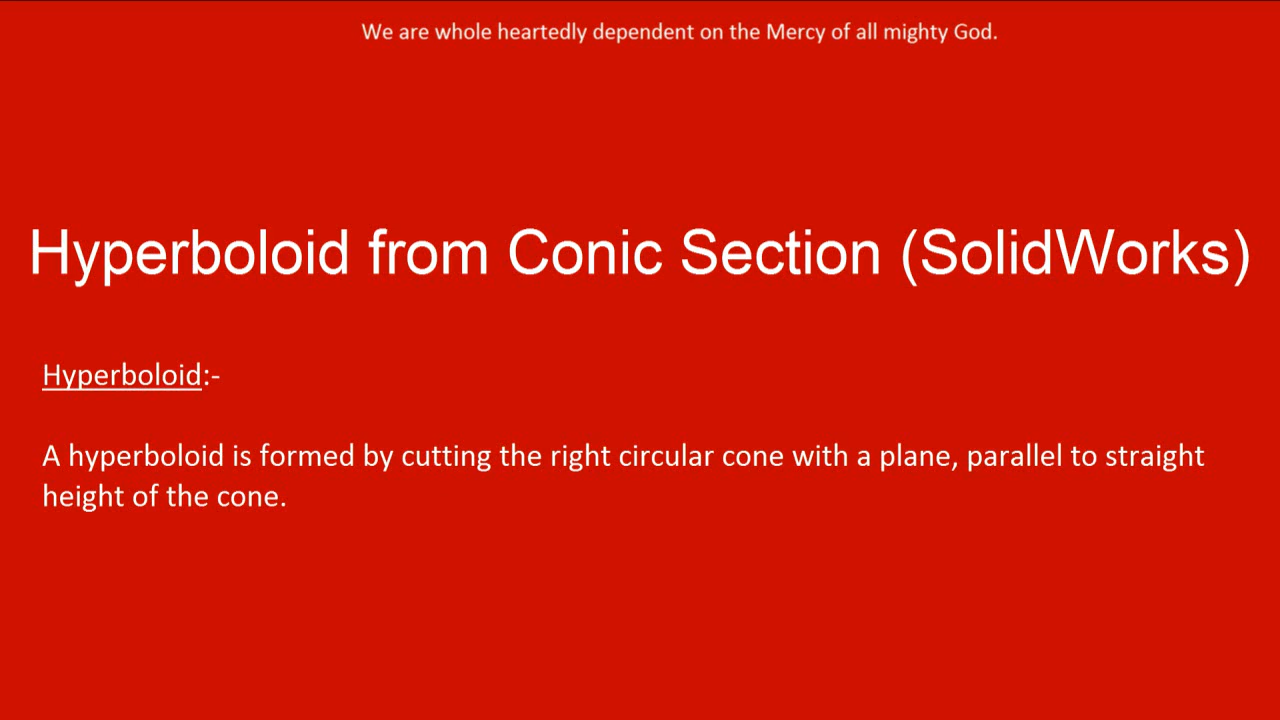 We are whole heartedly dependent on the Mercy of all mighty God.
Hyperboloid from Conic Section (SolidWorks)
Hyperboloid:-
A hyperboloid is formed by cutting the right circular cone with a plane, parallel to straight
height of the cone.